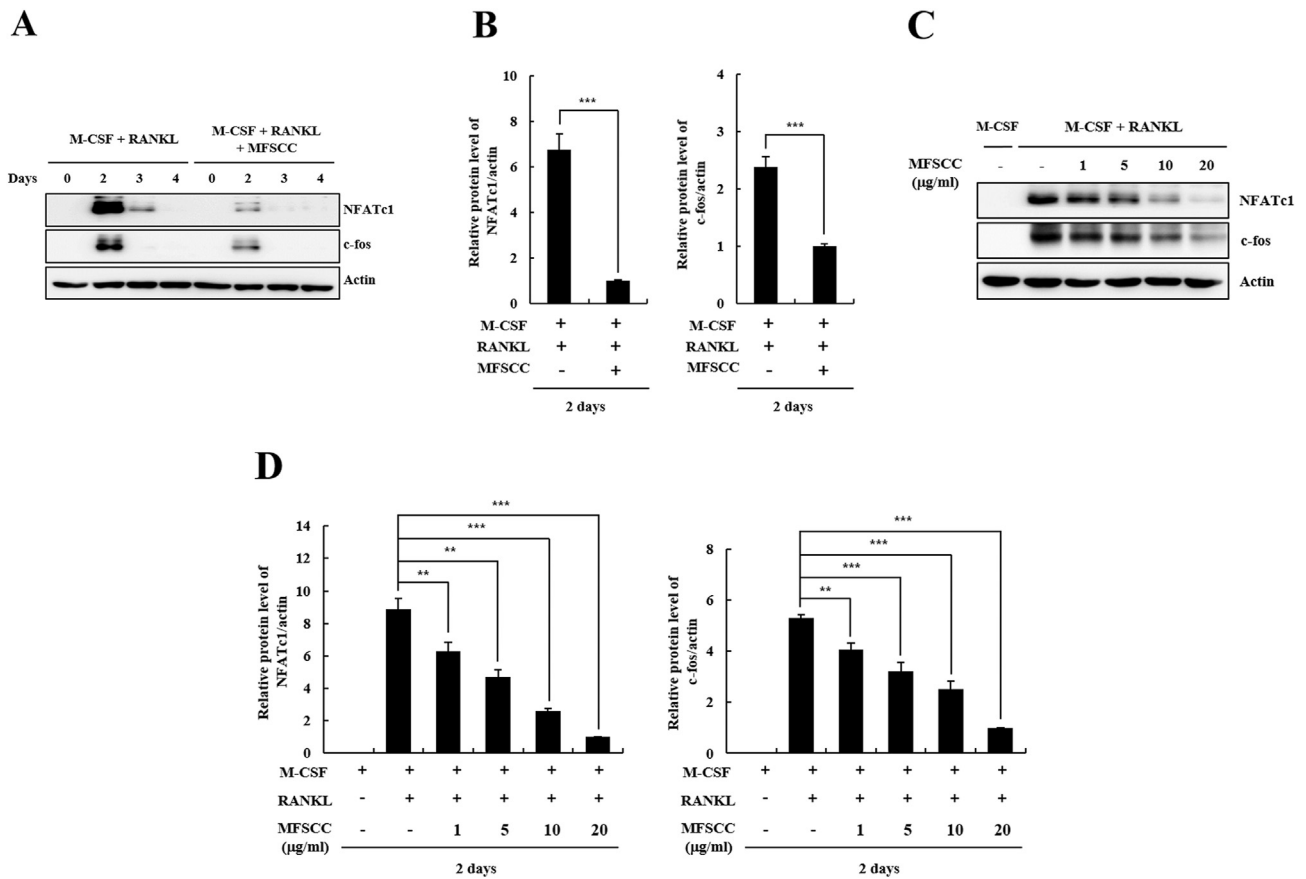 A
M-CSF + RANKL
M-CSF + RANKL
+ MFSCC
Days 0 2 3 4 0 2 3 4
NFATc1
c-fos
Actin
B
Relative protein level of
NFATc1/actin
10
8
6
4
2
0
***
M-CSF + +
RANKL + +
MFSCC - +
2 days
Relative protein level of
c-fos/actin
4
3
2
1
0
***
+ +
+ +
- +
2 days
C
M-CSF
M-CSF + RANKL
MFSCC - - 1 5 10 20
(μg/ml)
NFATc1
c-fos
Actin
D
Relative protein level of
NFATc1/actin
14
12
10
8
6
4
2
0
***
***
**
**
M-CSF + + + + + +
RANKL - + + + + +
MFSCC - - 1 5 10 20
(μg/ml)
2 days
Relative protein level of
c-fos/actin
8
6
4
2
0
***
***
***
**
M-CSF + + + + + +
RANKL - + + + + +
MFSCC - - 1 5 10 20
(μg/ml)
2 days